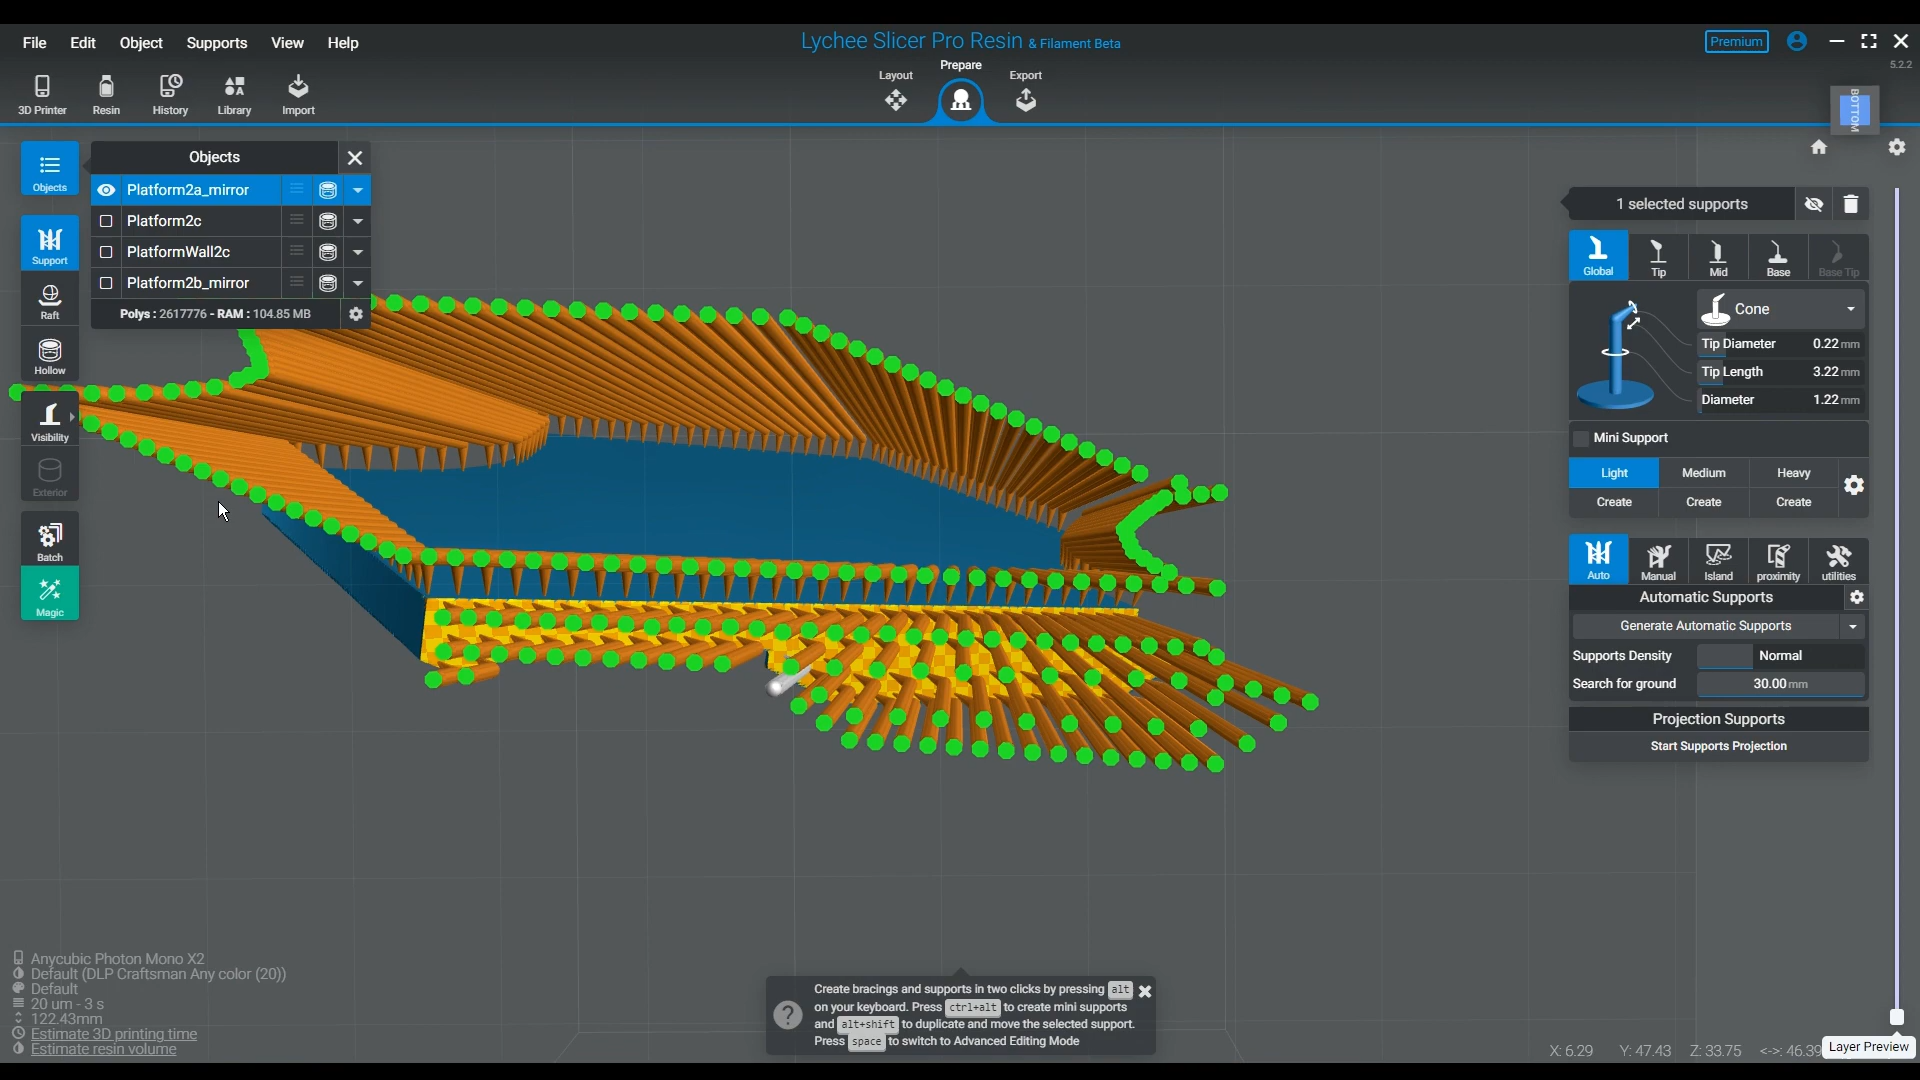 File Edit Object Supports View Help
Lychee Slicer Pro Resin & Filament Beta
Premium
5.2.2
3D Printer Resin History Library Import
Layout Prepare Export
BOTTOM
Objects
Objects
Platform2a_mirror
Platform2c
PlatformWall2c
Platform2b_mirror
Polys : 2617776 - RAM : 104.85 MB
Support
Raft
Hollow
Visibility
Exterior
Batch
Magic
1 selected supports
Global Tip Mid Base Base Tip
Cone
Tip Diameter 0.22 mm
Tip Length 3.22 mm
Diameter 1.22 mm
Mini Support
Light Medium Heavy
Create Create Create
Auto Manual Island proximity utilities
Automatic Supports
Generate Automatic Supports
Supports Density Normal
Search for ground 30.00 mm
Projection Supports
Start Supports Projection
Anycubic Photon Mono X2
Default (DLP Craftsman Any color (20))
Default
20 um - 3 s
122.43mm
Estimate 3D printing time
Estimate resin volume
Create bracings and supports in two clicks by pressing alt
on your keyboard. Press ctrl+alt to create mini supports
and alt+shift to duplicate and move the selected support.
Press space to switch to Advanced Editing Mode
X: 6.29 Y: 47.43 Z: 33.75 <->: 46.39
Layer Preview